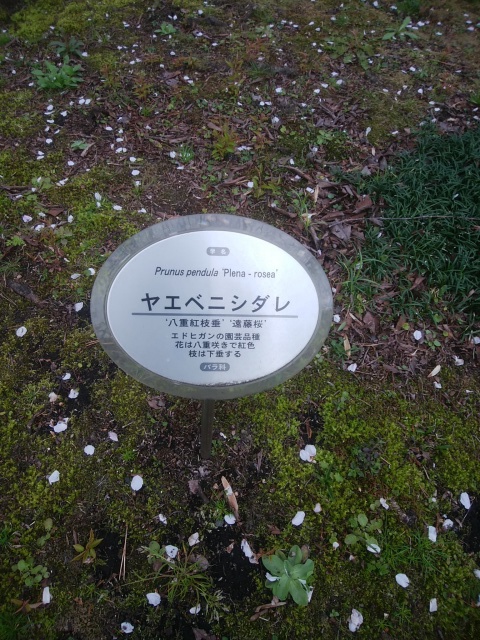 Prunus pendula 'Plena - rosea'
ヤエベニシダレ
'八重紅枝垂' '遠藤桜'
エドヒガンの園芸品種
花は八重咲きで紅色
枝は下垂する
バラ科